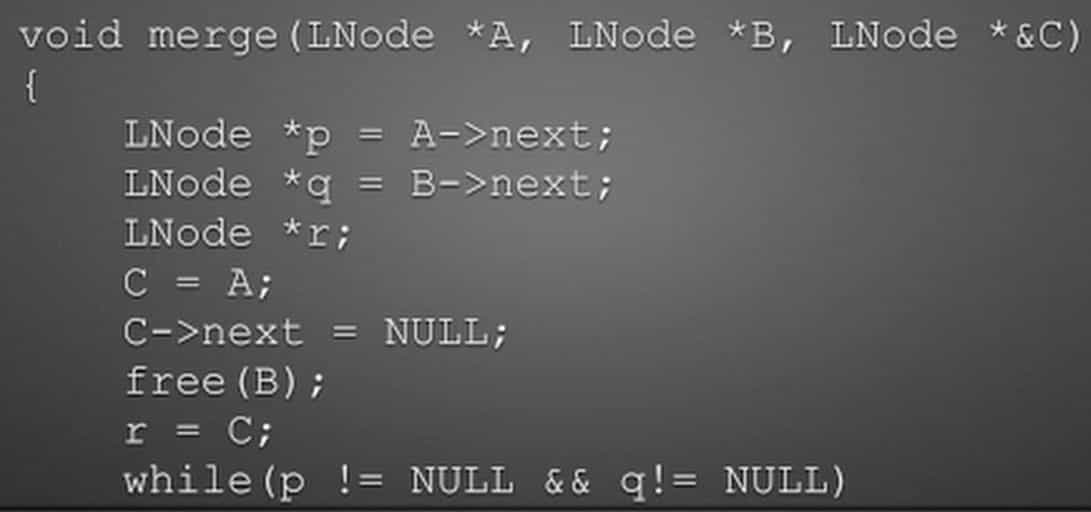 void merge(LNode *A, LNode *B, LNode *&C)
{
    LNode *p = A->next;
    LNode *q = B->next;
    LNode *r;
    C = A;
    C->next = NULL;
    free(B);
    r = C;
    while(p != NULL && q!= NULL)